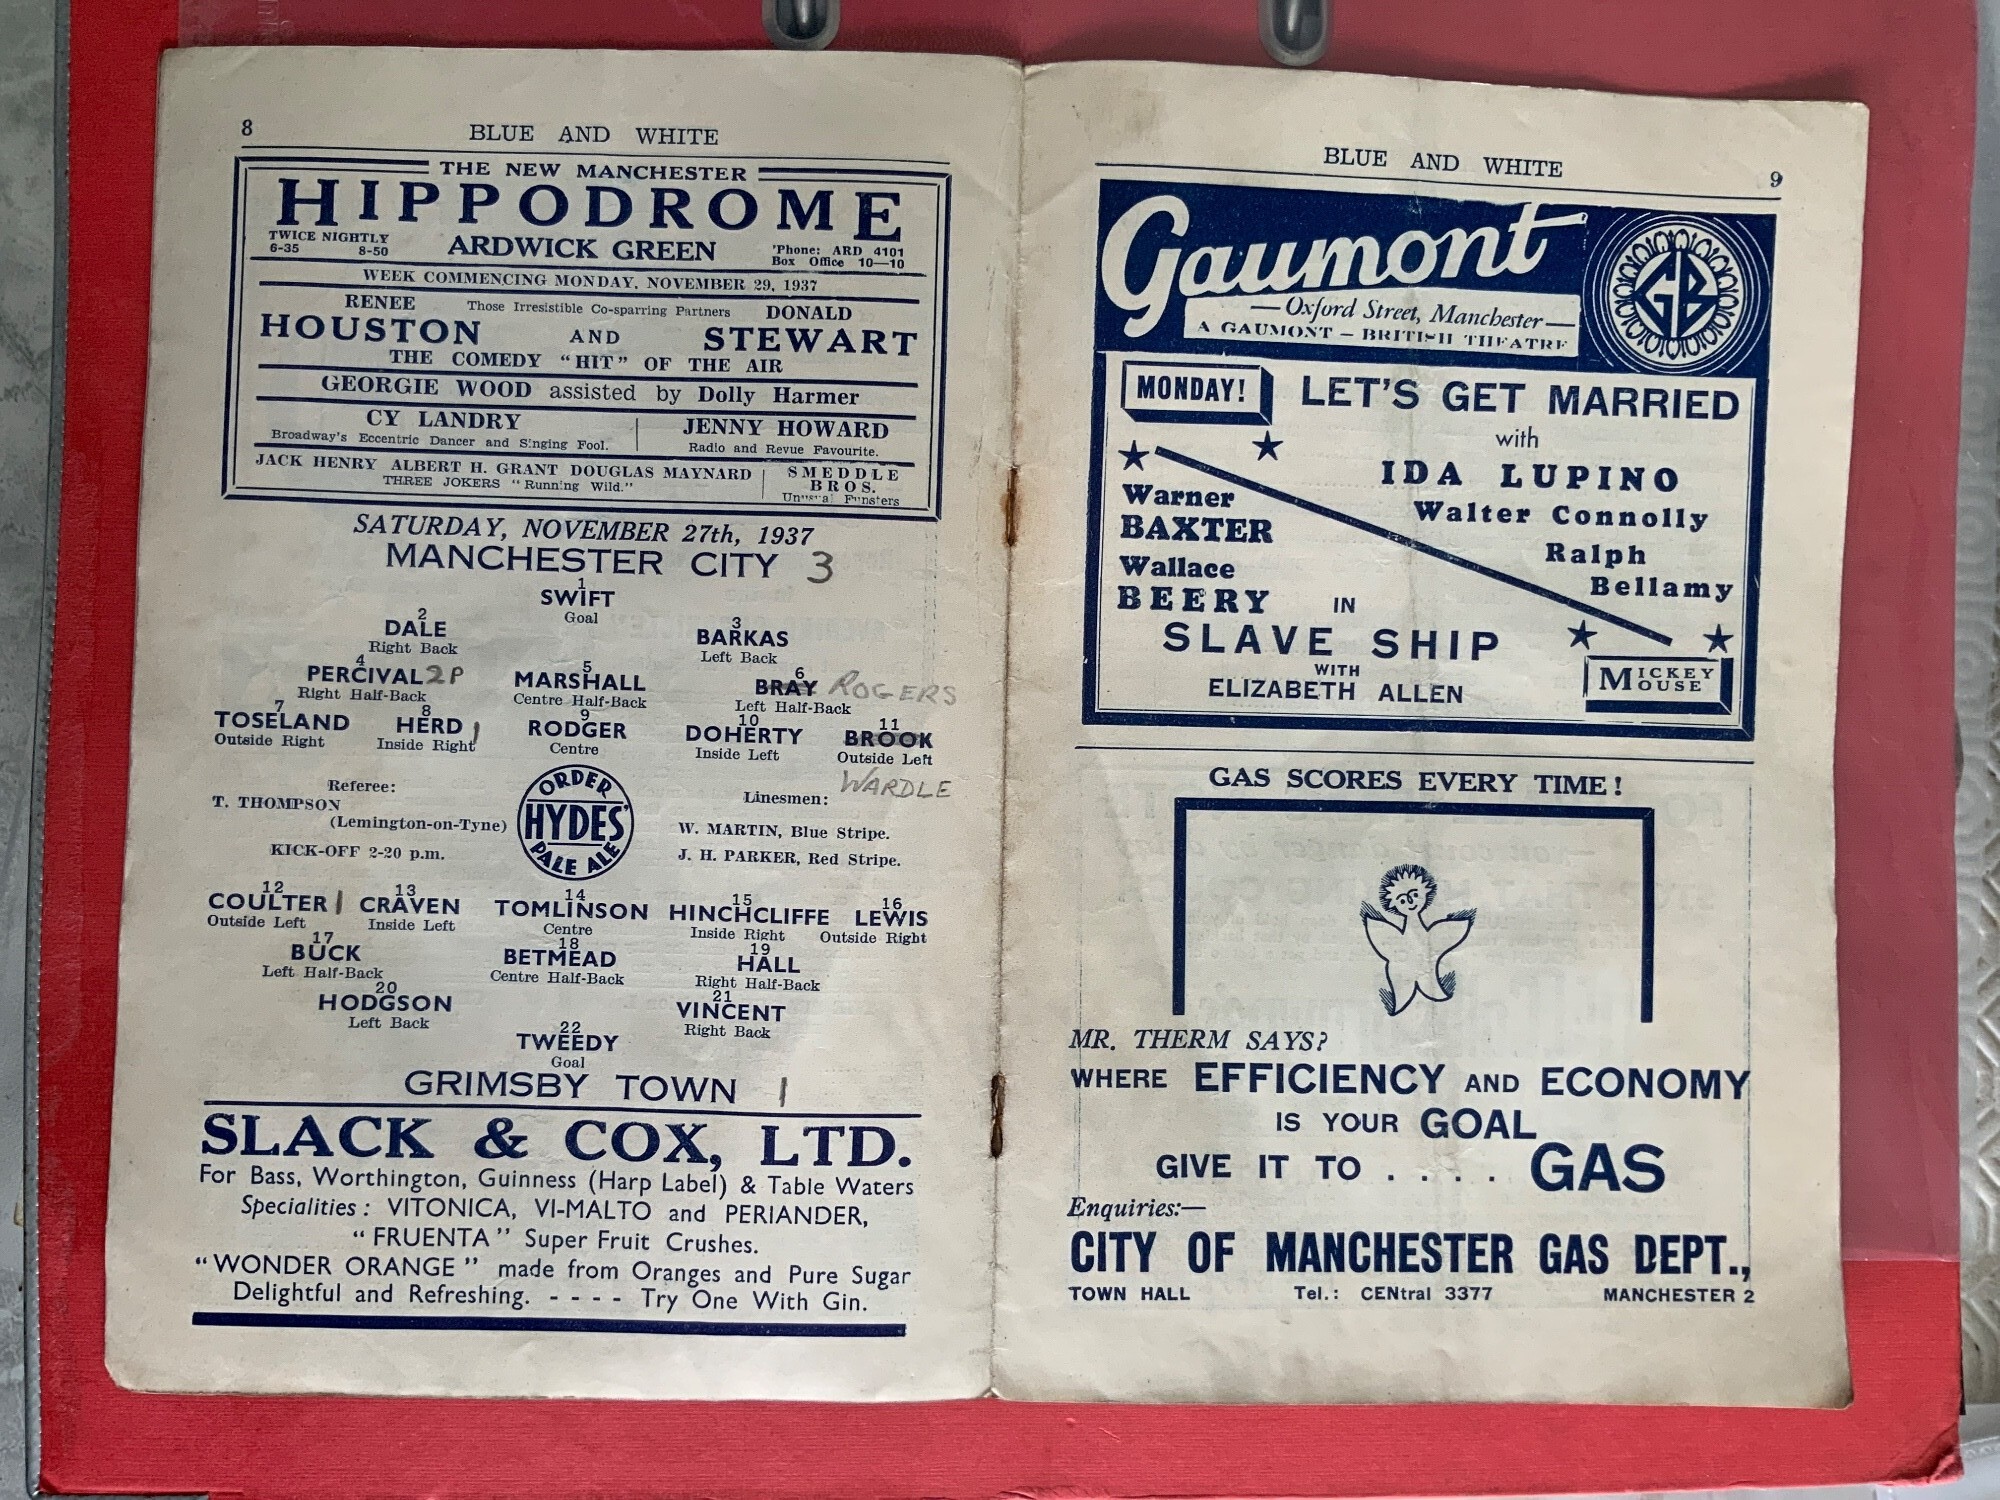 8
BLUE AND WHITE
THE NEW MANCHESTER
HIPPODROME
TWICE NIGHTLY
6-35 8-50
ARDWICK GREEN
'Phone: ARD 4101
Box Office 10—10
WEEK COMMENCING MONDAY, NOVEMBER 29, 1937
RENEE Those Irresistible Co-sparring Partners DONALD
HOUSTON AND STEWART
THE COMEDY "HIT" OF THE AIR
GEORGIE WOOD assisted by Dolly Harmer
CY LANDRY
Broadway's Eccentric Dancer and Singing Fool.
JENNY HOWARD
Radio and Revue Favourite.
JACK HENRY ALBERT H. GRANT DOUGLAS MAYNARD
THREE JOKERS "Running Wild."
SMEDDLE
BROS.
Unusual Funsters
SATURDAY, NOVEMBER 27th, 1937
MANCHESTER CITY 3
1
SWIFT
Goal
2 3
DALE BARKAS
Right Back Left Back
4 5 6
PERCIVAL 2P MARSHALL BRAY ROGERS
Right Half-Back Centre Half-Back Left Half-Back
7 8 9 10 11
TOSELAND HERD 1 RODGER DOHERTY BROOK
Outside Right Inside Right Centre Inside Left Outside Left
WARDLE
Referee:
T. THOMPSON
(Lemington-on-Tyne)
KICK-OFF 2-20 p.m.
ORDER
HYDES'
PALE ALE
Linesmen:
W. MARTIN, Blue Stripe.
J. H. PARKER, Red Stripe.
12 13 14 15 16
COULTER 1 CRAVEN TOMLINSON HINCHCLIFFE LEWIS
Outside Left Inside Left Centre Inside Right Outside Right
17 18 19
BUCK BETMEAD HALL
Left Half-Back Centre Half-Back Right Half-Back
20 21
HODGSON VINCENT
Left Back Right Back
22
TWEEDY
Goal
GRIMSBY TOWN 1
SLACK & COX, LTD.
For Bass, Worthington, Guinness (Harp Label) & Table Waters
Specialities: VITONICA, VI-MALTO and PERIANDER,
"FRUENTA" Super Fruit Crushes.
"WONDER ORANGE" made from Oranges and Pure Sugar
Delightful and Refreshing. - - - - Try One With Gin.
BLUE AND WHITE
9
Gaumont
GB
Oxford Street, Manchester
A GAUMONT — BRITISH THEATRE
MONDAY!
LET'S GET MARRIED
with
IDA LUPINO
Walter Connolly
Ralph
Bellamy
Warner
BAXTER
Wallace
BEERY IN
SLAVE SHIP
WITH
ELIZABETH ALLEN
MICKEY
MOUSE
GAS SCORES EVERY TIME!
MR. THERM SAYS?
WHERE EFFICIENCY AND ECONOMY
IS YOUR GOAL
GIVE IT TO . . . . GAS
Enquiries:—
CITY OF MANCHESTER GAS DEPT.,
TOWN HALL Tel.: CENtral 3377 MANCHESTER 2